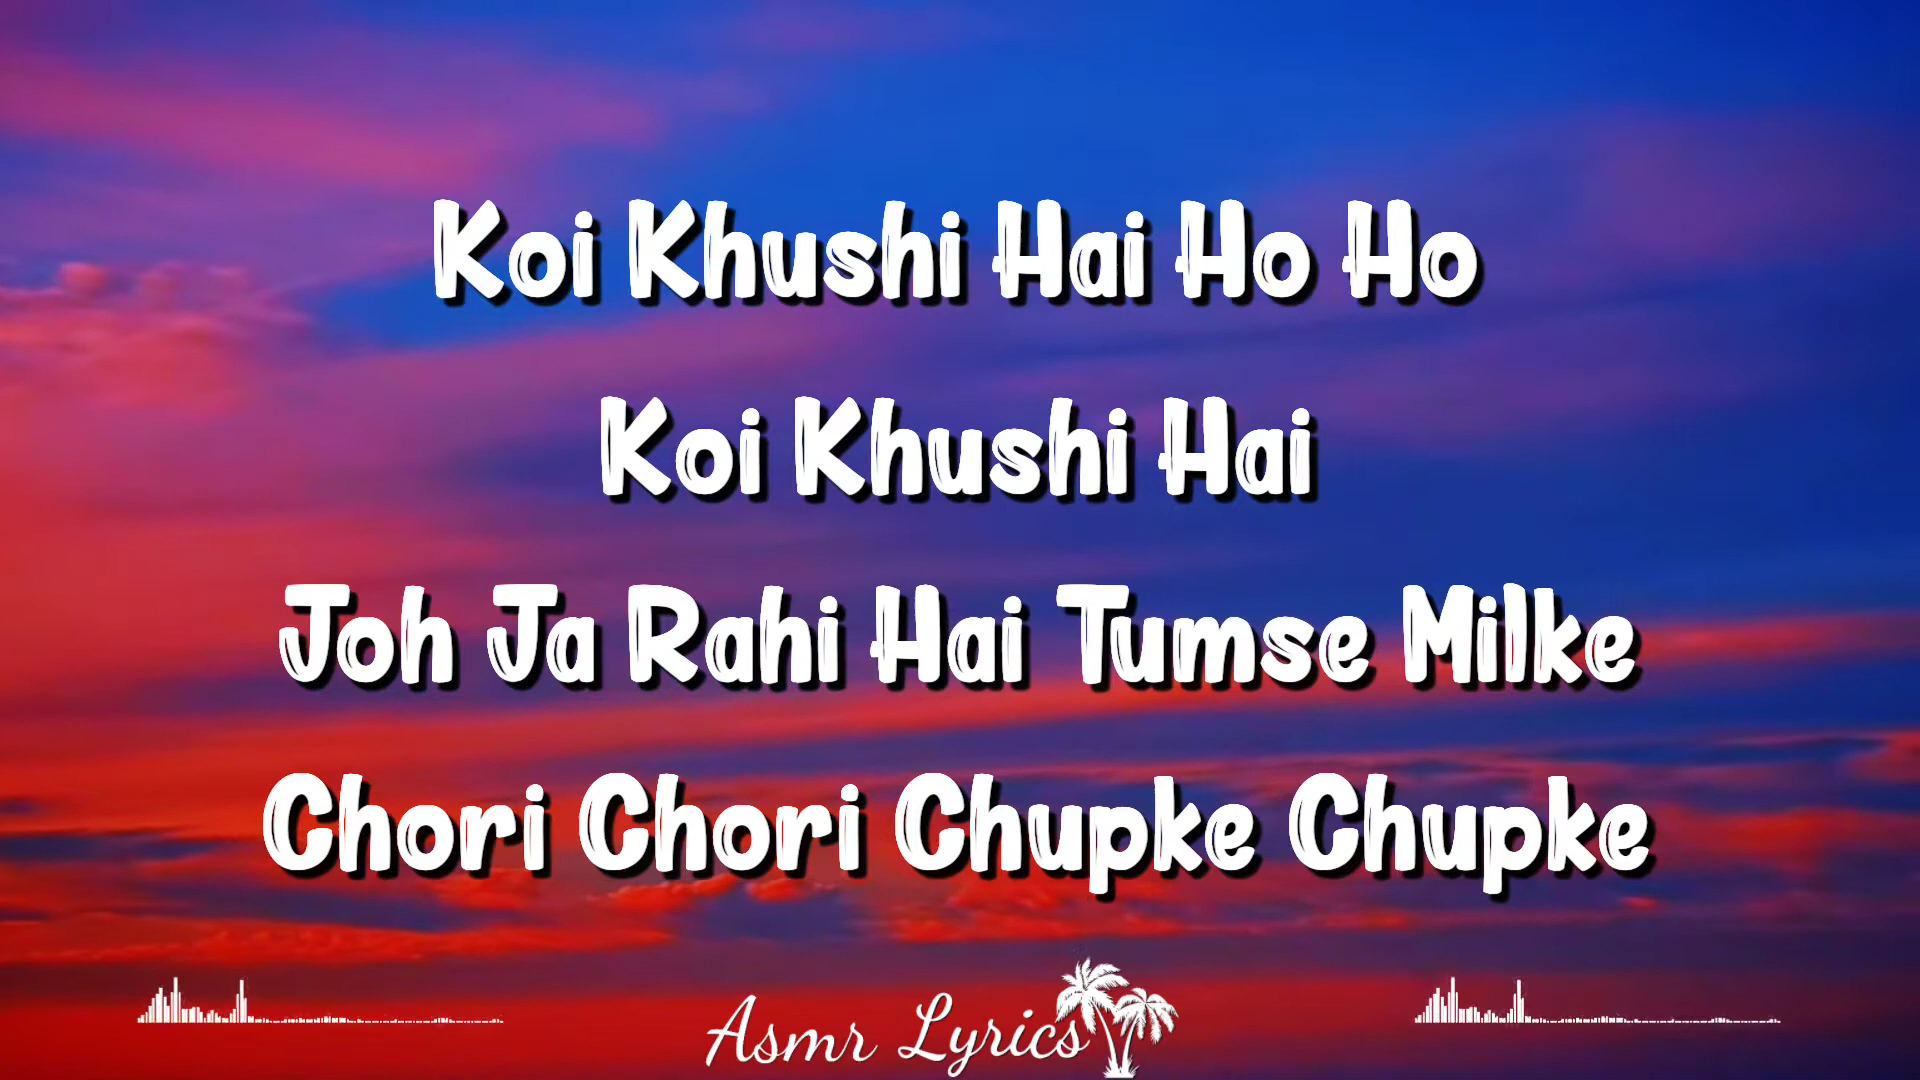 Koi Khushi Hai Ho Ho
Koi Khushi Hai
Joh Ja Rahi Hai Tumse Milke
Chori Chori Chupke Chupke
Asmr Lyrics